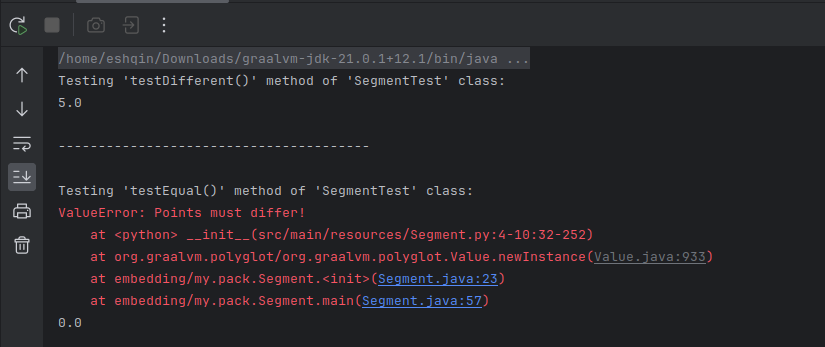 /home/eshqin/Downloads/graalvm-jdk-21.0.1+12.1/bin/java ...
Testing 'testDifferent()' method of 'SegmentTest' class:
5.0
---------------------------------------
Testing 'testEqual()' method of 'SegmentTest' class:
ValueError: Points must differ!
at <python> __init__(src/main/resources/Segment.py:4-10:32-252)
at org.graalvm.polyglot/org.graalvm.polyglot.Value.newInstance(Value.java:933)
at embedding/my.pack.Segment.<init>(Segment.java:23)
at embedding/my.pack.Segment.main(Segment.java:57)
0.0